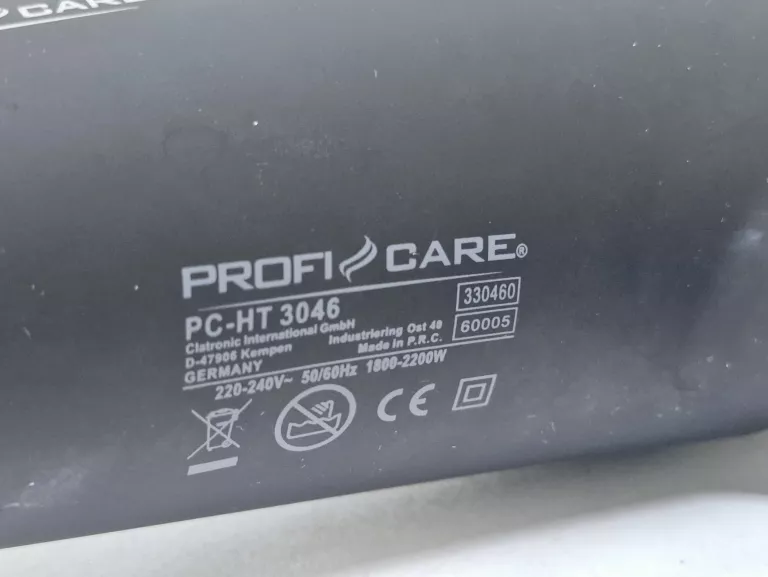 CARE
PROFI CARE®
PC-HT 3046
330460
Clatronic International GmbH
Industriering Ost 40
60005
D-47906 Kempen
Made in P.R.C.
GERMANY
220-240V~ 50/60Hz 1800-2200W
CE